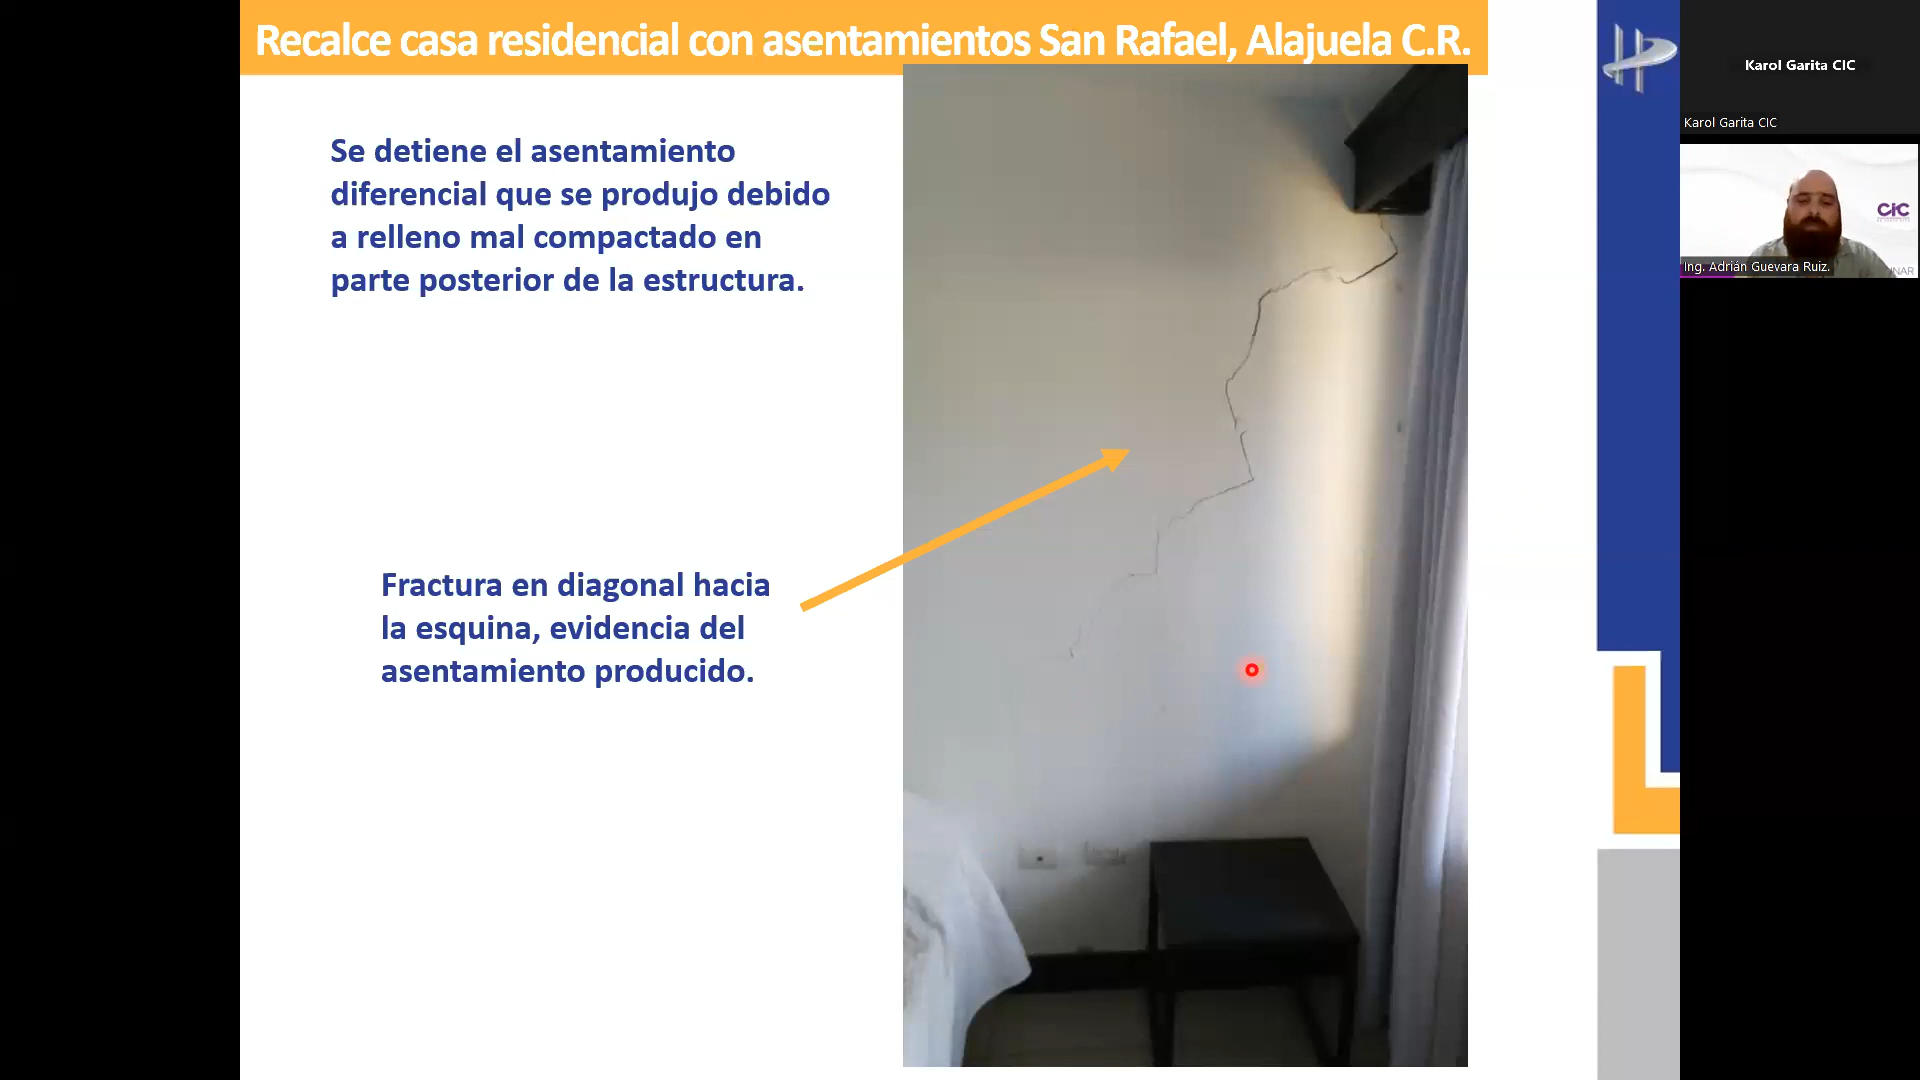 Recalce casa residencial con asentamientos San Rafael, Alajuela C.R.
Se detiene el asentamiento
diferencial que se produjo debido
a relleno mal compactado en
parte posterior de la estructura.
Fractura en diagonal hacia
la esquina, evidencia del
asentamiento producido.
Karol Garita CIC
Karol Garita CIC
CIC
Ing. Adrián Guevara Ruiz.